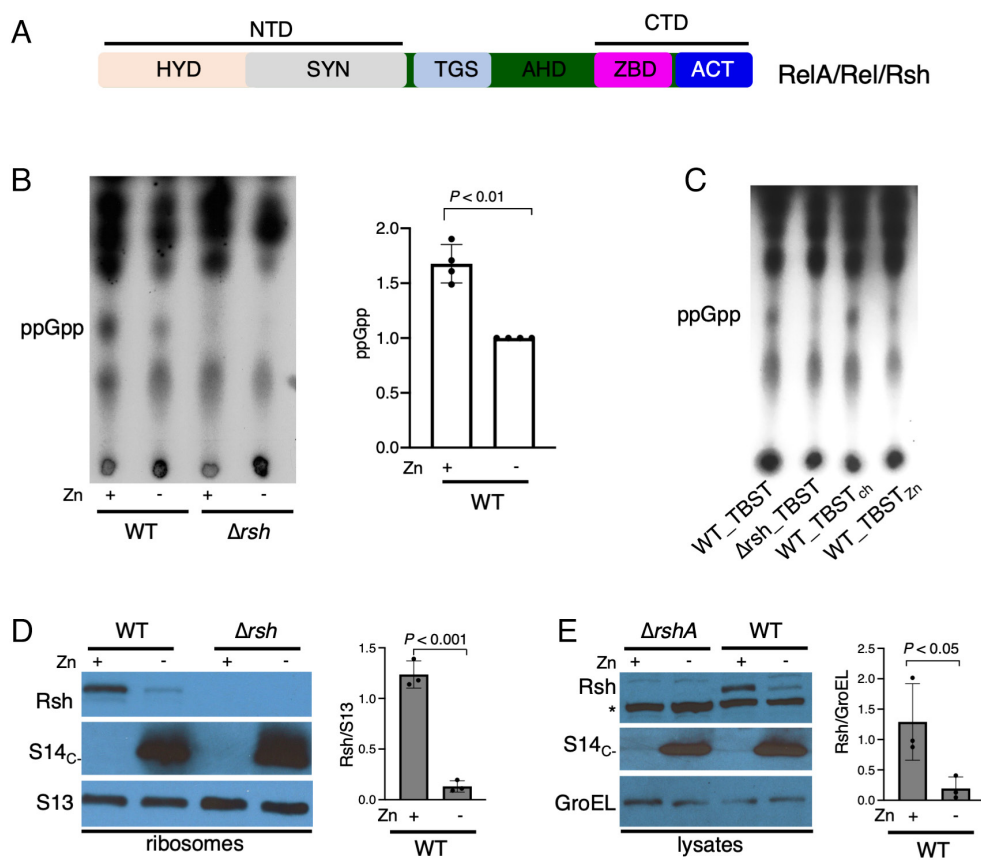 A
NTD
CTD
HYD SYN TGS AHD ZBD ACT
RelA/Rel/Rsh
B
ppGpp
Zn + - + -
WT Δrsh
P < 0.01
2.0
1.5
1.0
0.5
0.0
ppGpp
Zn + -
WT
C
ppGpp
WT_TBST
Δrsh_TBST
WT_TBSTch
WT_TBSTZn
D
WT Δrsh
Zn + - + -
Rsh
S14C-
S13
ribosomes
P < 0.001
1.5
1.0
0.5
0.0
Rsh/S13
Zn + -
WT
E
ΔrshA WT
Zn + - + -
Rsh
*
S14C-
GroEL
lysates
P < 0.05
2.5
2.0
1.5
1.0
0.5
0.0
Rsh/GroEL
Zn + -
WT